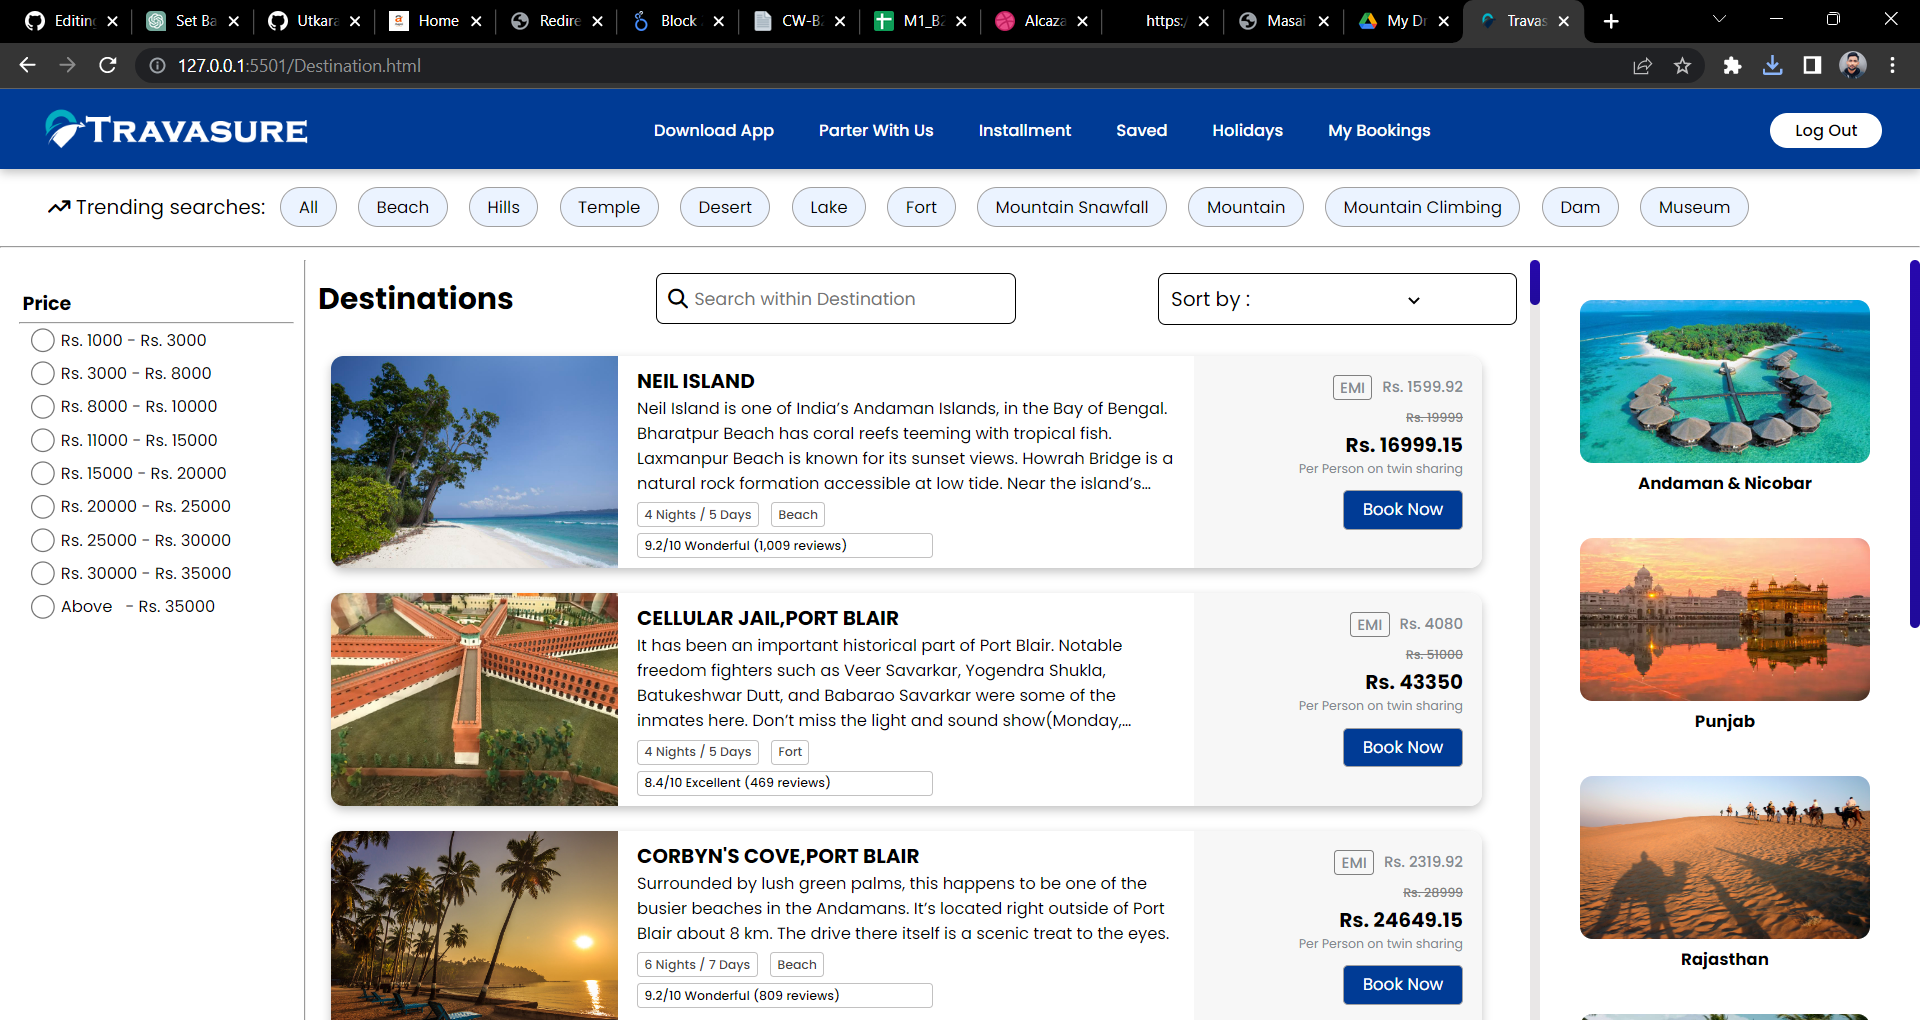 Editing
Set Ba
Utkara
Home
Redire
Block
CW-B2
M1_B2
Alcaza
https:/
Masai
My Dr
Travas
127.0.0.1:5501/Destination.html
TRAVASURE
Download App
Parter With Us
Installment
Saved
Holidays
My Bookings
Log Out
Trending searches:
All
Beach
Hills
Temple
Desert
Lake
Fort
Mountain Snowfall
Mountain
Mountain Climbing
Dam
Museum
Price
Rs. 1000 - Rs. 3000
Rs. 3000 - Rs. 8000
Rs. 8000 - Rs. 10000
Rs. 11000 - Rs. 15000
Rs. 15000 - Rs. 20000
Rs. 20000 - Rs. 25000
Rs. 25000 - Rs. 30000
Rs. 30000 - Rs. 35000
Above - Rs. 35000
Destinations
Search within Destination
Sort by :
NEIL ISLAND
Neil Island is one of India’s Andaman Islands, in the Bay of Bengal.
Bharatpur Beach has coral reefs teeming with tropical fish.
Laxmanpur Beach is known for its sunset views. Howrah Bridge is a
natural rock formation accessible at low tide. Near the island’s...
4 Nights / 5 Days
Beach
9.2/10 Wonderful (1,009 reviews)
EMI Rs. 1599.92
Rs. 19999
Rs. 16999.15
Per Person on twin sharing
Book Now
CELLULAR JAIL,PORT BLAIR
It has been an important historical part of Port Blair. Notable
freedom fighters such as Veer Savarkar, Yogendra Shukla,
Batukeshwar Dutt, and Babarao Savarkar were some of the
inmates here. Don’t miss the light and sound show(Monday,...
4 Nights / 5 Days
Fort
8.4/10 Excellent (469 reviews)
EMI Rs. 4080
Rs. 51000
Rs. 43350
Per Person on twin sharing
Book Now
CORBYN'S COVE,PORT BLAIR
Surrounded by lush green palms, this happens to be one of the
busier beaches in the Andamans. It’s located right outside of Port
Blair about 8 km. The drive there itself is a scenic treat to the eyes.
6 Nights / 7 Days
Beach
9.2/10 Wonderful (809 reviews)
EMI Rs. 2319.92
Rs. 28999
Rs. 24649.15
Per Person on twin sharing
Book Now
Andaman & Nicobar
Punjab
Rajasthan